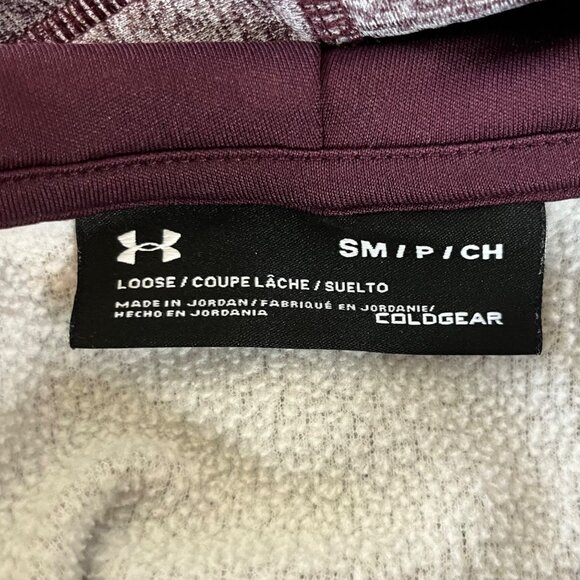 SM / P / CH
LOOSE / COUPE LÂCHE / SUELTO
MADE IN JORDAN / FABRIQUÉ EN JORDANIE /
HECHO EN JORDANIA
COLDGEAR